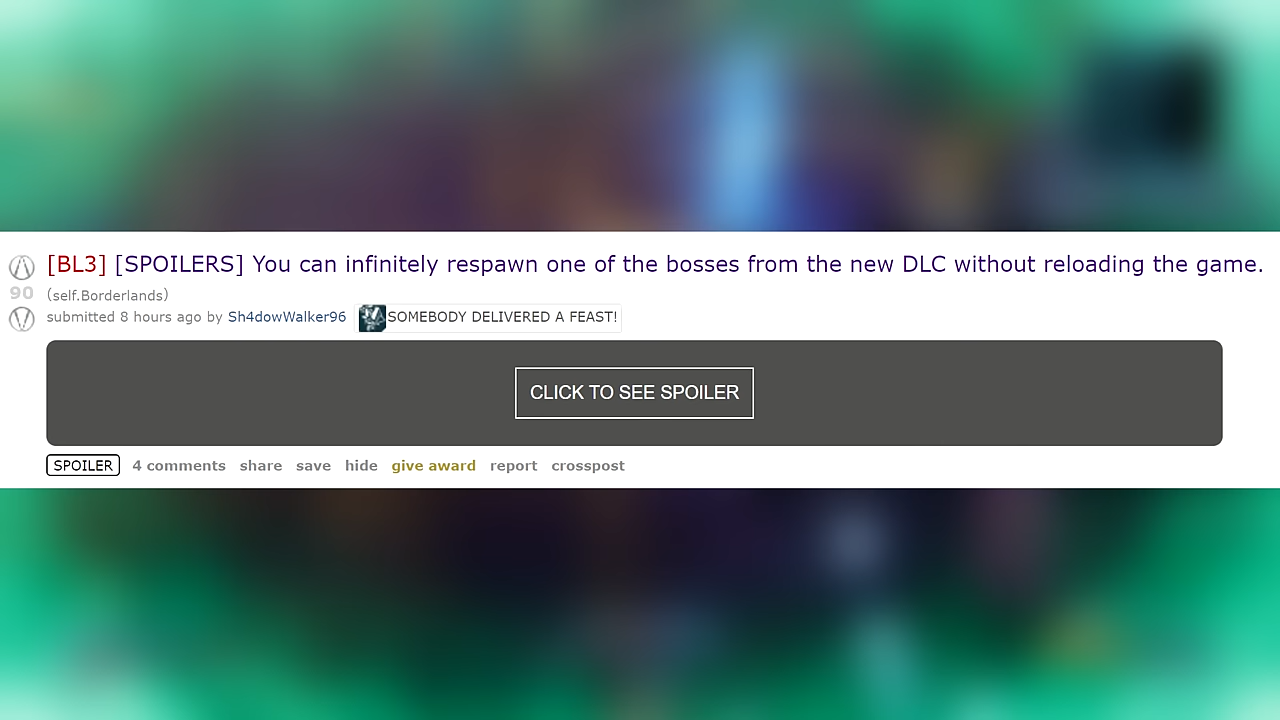 [BL3] [SPOILERS] You can infinitely respawn one of the bosses from the new DLC without reloading the game.
90 (self.Borderlands)
submitted 8 hours ago by Sh4dowWalker96 SOMEBODY DELIVERED A FEAST!
CLICK TO SEE SPOILER
SPOILER 4 comments share save hide give award report crosspost